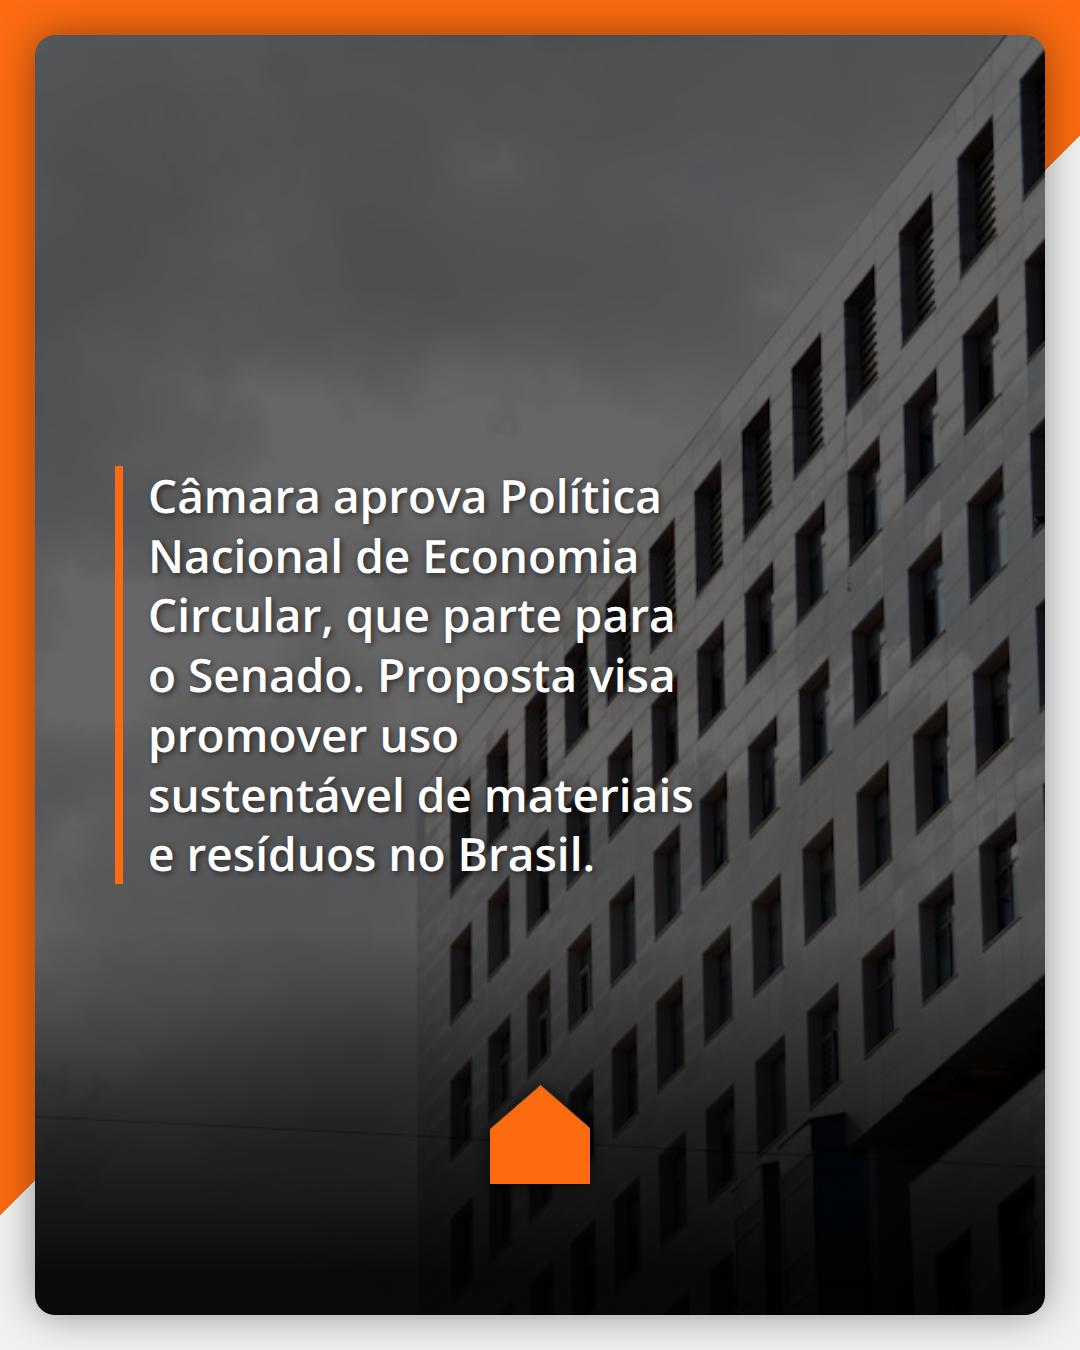 Câmara aprova Política
Nacional de Economia
Circular, que parte para
o Senado. Proposta visa
promover uso
sustentável de materiais
e resíduos no Brasil.